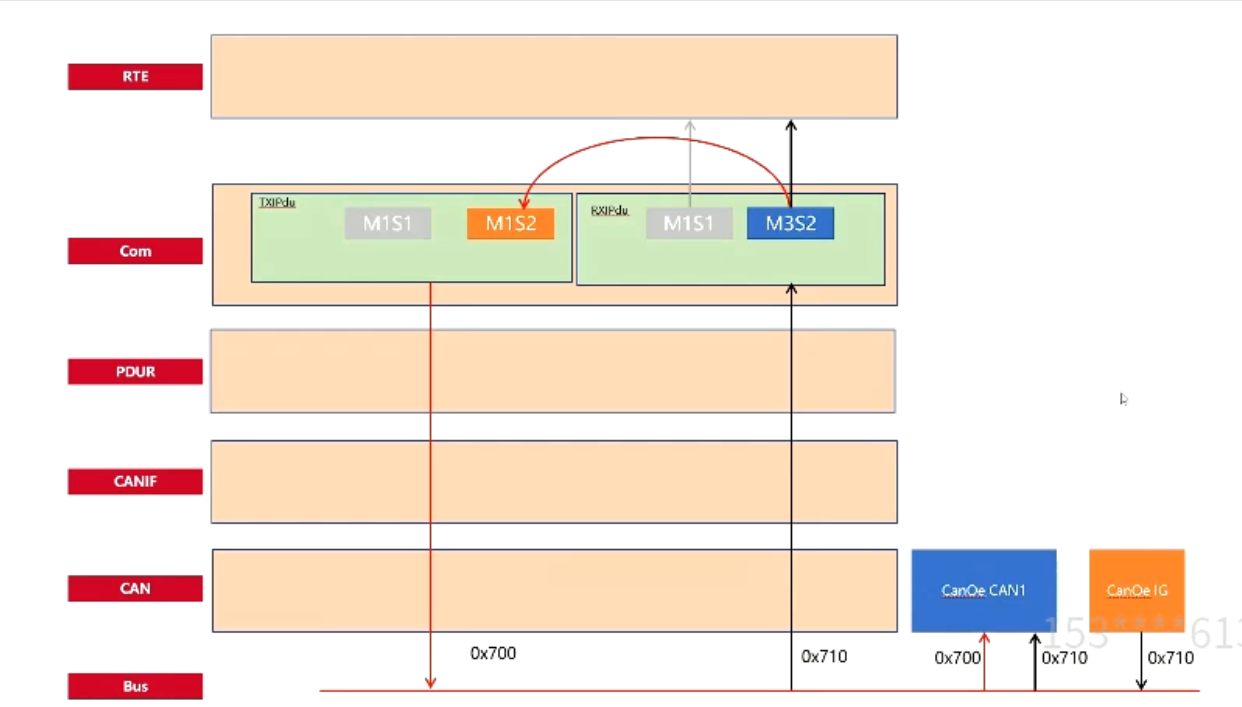 RTE
TXIPdu
M1S1
M1S2
RXIPdu
M1S1
M3S2
Com
PDUR
CANIF
CAN
CanOe CAN1
CanOe IG
153****613
0x700
0x710
0x700
0x710
0x710
Bus